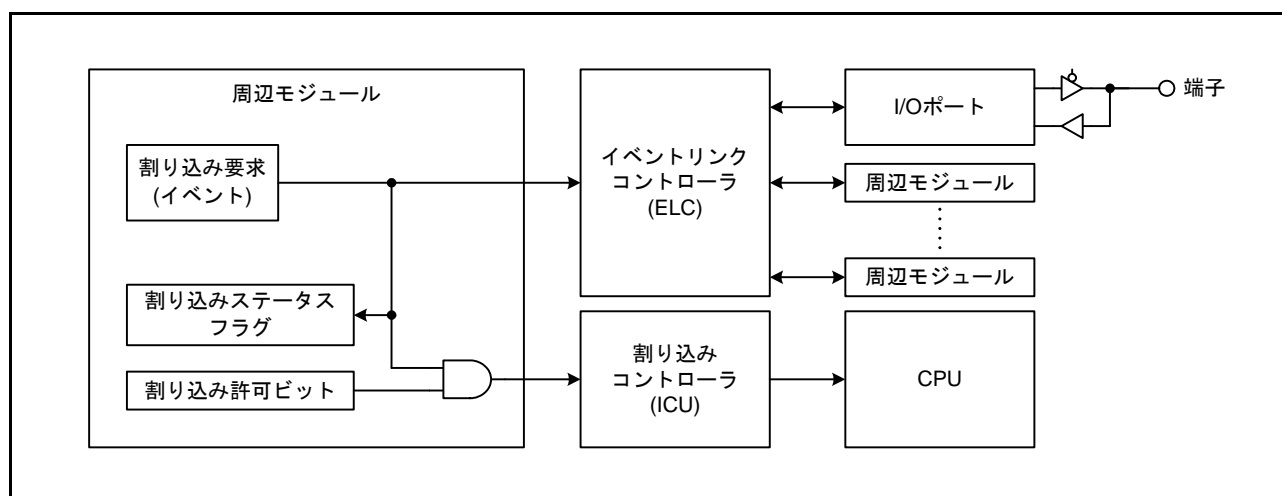 周辺モジュール
割り込み要求
(イベント)
割り込みステータス
フラグ
割り込み許可ビット
イベントリンク
コントローラ
(ELC)
割り込み
コントローラ
(ICU)
I/Oポート
端子
周辺モジュール
周辺モジュール
CPU